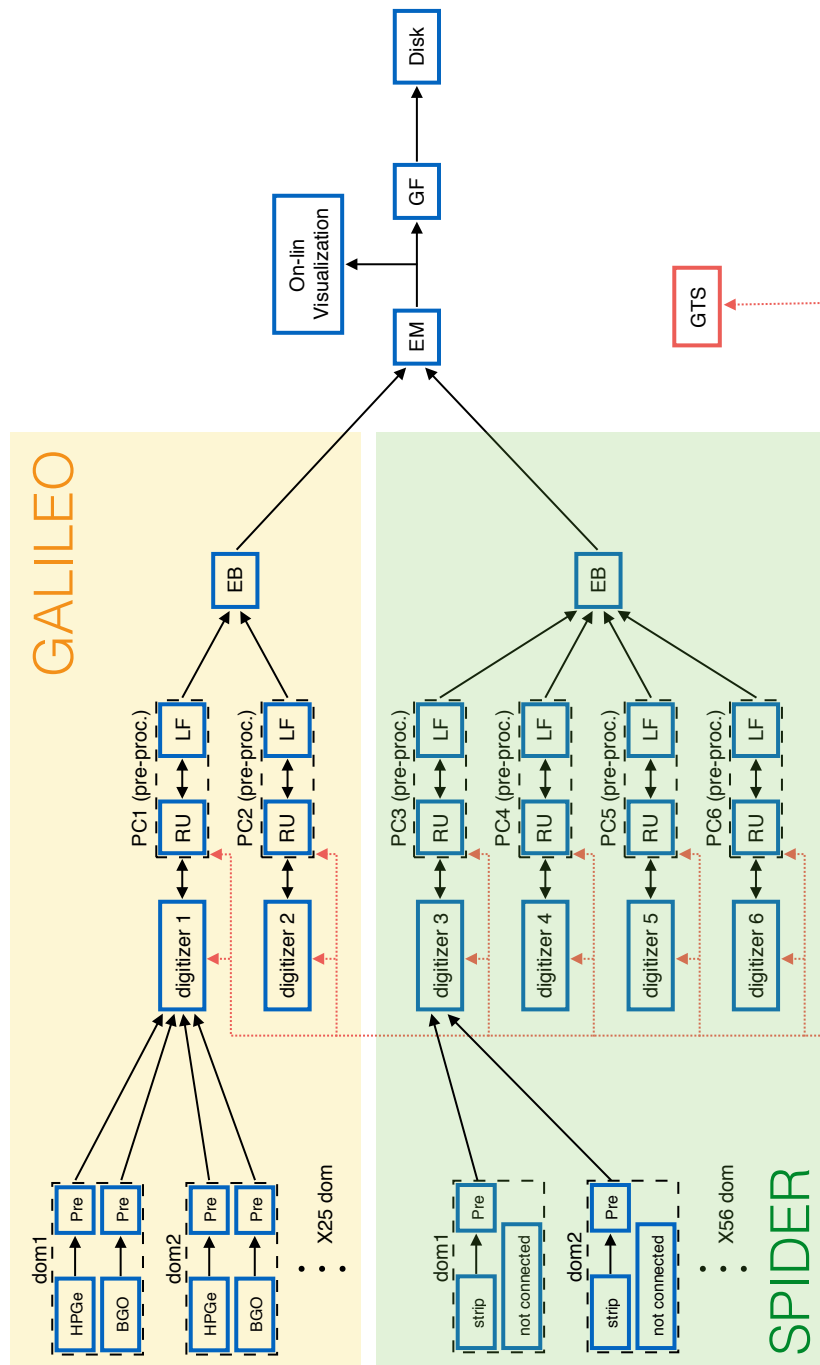 GALILEO
dom1
HPGe
Pre
BGO
Pre
dom2
HPGe
Pre
BGO
Pre
X25 dom
digitizer 1
PC1 (pre-proc.)
RU
LF
digitizer 2
PC2 (pre-proc.)
RU
LF
EB
SPIDER
dom1
strip
Pre
not connected
dom2
strip
Pre
not connected
X56 dom
digitizer 3
PC3 (pre-proc.)
RU
LF
digitizer 4
PC4 (pre-proc.)
RU
LF
digitizer 5
PC5 (pre-proc.)
RU
LF
digitizer 6
PC6 (pre-proc.)
RU
LF
EB
EM
On-lin
Visualization
GF
Disk
GTS